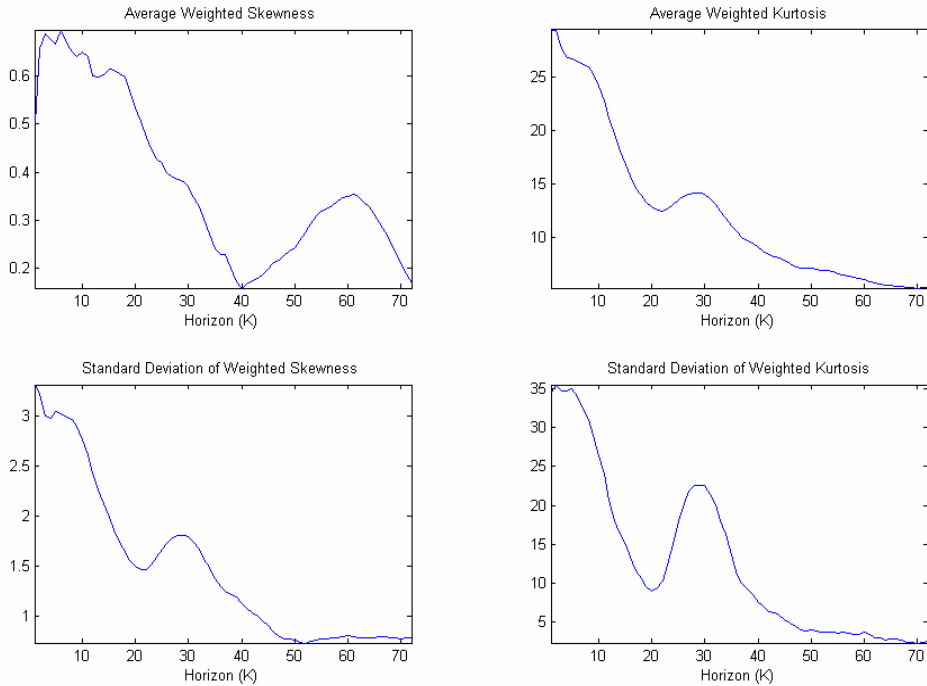 Average Weighted Skewness
0.6
0.5
0.4
0.3
0.2
10 20 30 40 50 60 70
Horizon (K)
Average Weighted Kurtosis
25
20
15
10
10 20 30 40 50 60 70
Horizon (K)
Standard Deviation of Weighted Skewness
3
2.5
2
1.5
1
10 20 30 40 50 60 70
Horizon (K)
Standard Deviation of Weighted Kurtosis
35
30
25
20
15
10
5
10 20 30 40 50 60 70
Horizon (K)